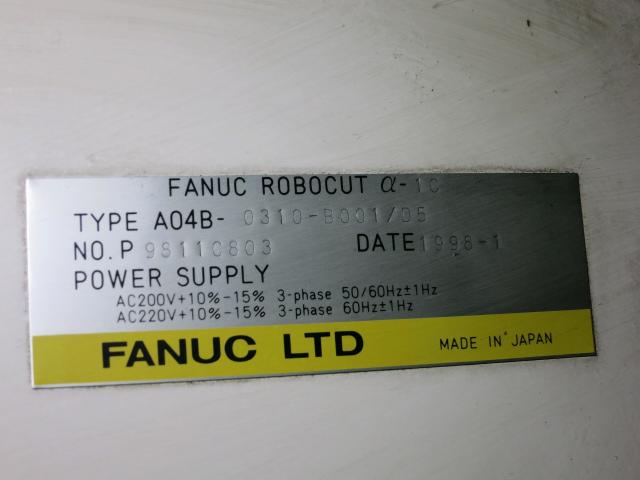 FANUC ROBOCUT α-1C
TYPE A04B- 0310-B001/D5
NO. P 98110803 DATE 1998-1
POWER SUPPLY
AC200V+10%-15% 3-phase 50/60Hz±1Hz
AC220V+10%-15% 3-phase 60Hz±1Hz
FANUC LTD MADE IN JAPAN